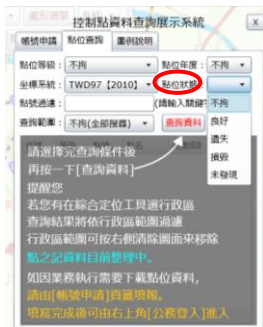 控制點資料查詢展示系統
X
帳號申請 點位查詢 圖例說明
點位等級： 不拘 點位年度： 不拘
坐標系統： TWD97【2010】 點位狀態：
點號過濾： (請輸入關鍵
不拘
查詢範圍： 不拘(全部搜尋) 查詢資料
良好
遺失
損毀
未發現
請選擇完查詢條件後
再按一下[查詢資料]
提醒您
若您有在綜合定位工具選行政區
查詢結果將依行政區範圍過濾
行政區範圍可按右側清除圖面來移除
點之記資料目前整理中。
如因業務執行需要下載點位資料，
請由[帳號申請]頁籤填報。
填寫完成後可由右上角[公務登入]進入